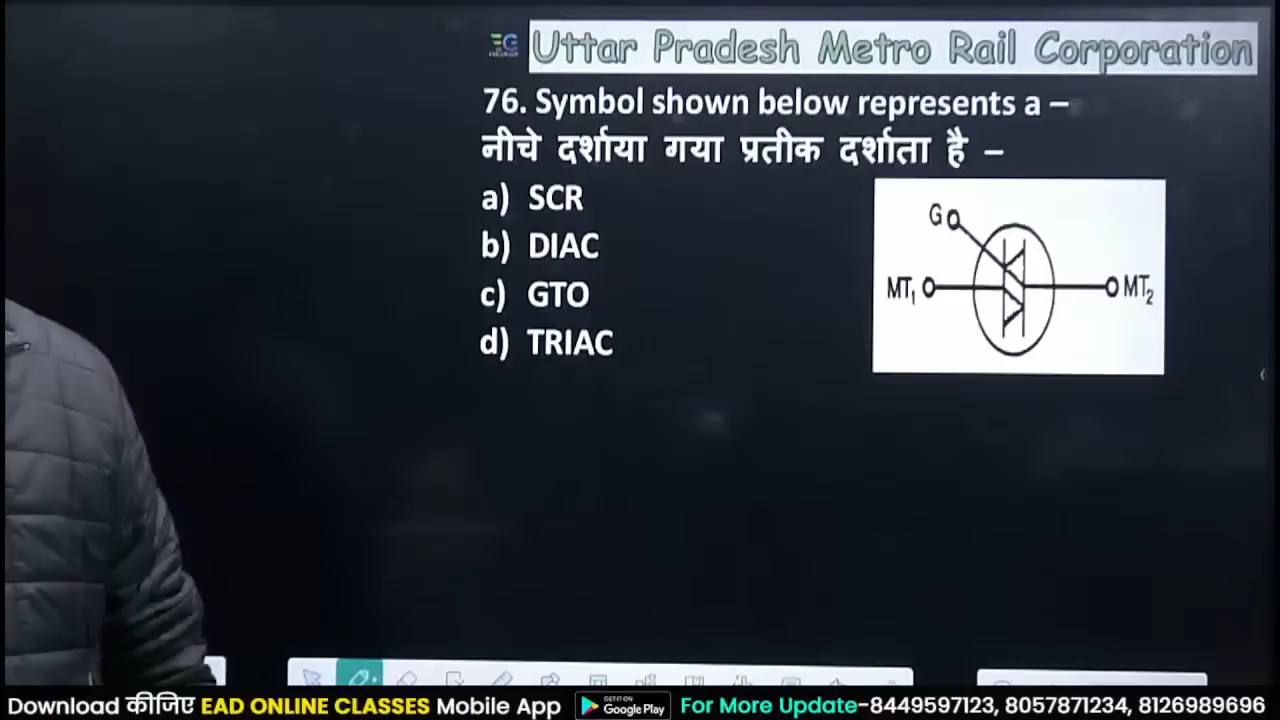 Uttar Pradesh Metro Rail Corporation
76. Symbol shown below represents a –
नीचे दर्शाया गया प्रतीक दर्शाता है –
a) SCR
b) DIAC
c) GTO
d) TRIAC
G
MT1
MT2
Download कीजिए EAD ONLINE CLASSES Mobile App
GET IT ON
Google Play
For More Update-8449597123, 8057871234, 8126989696